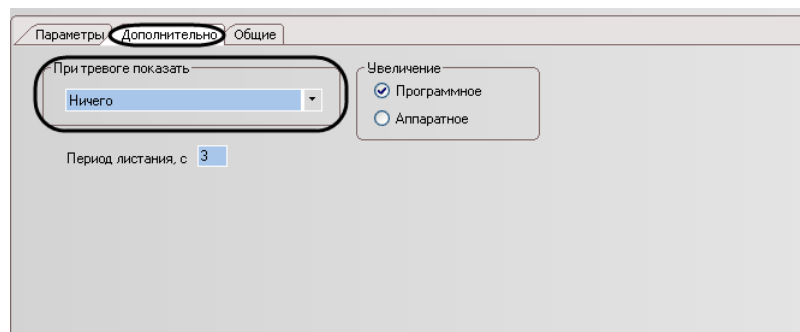 Параметры Дополнительно Общие
При тревоге показать
Ничего
Увеличение
Программное
Аппаратное
Период листания, с 3